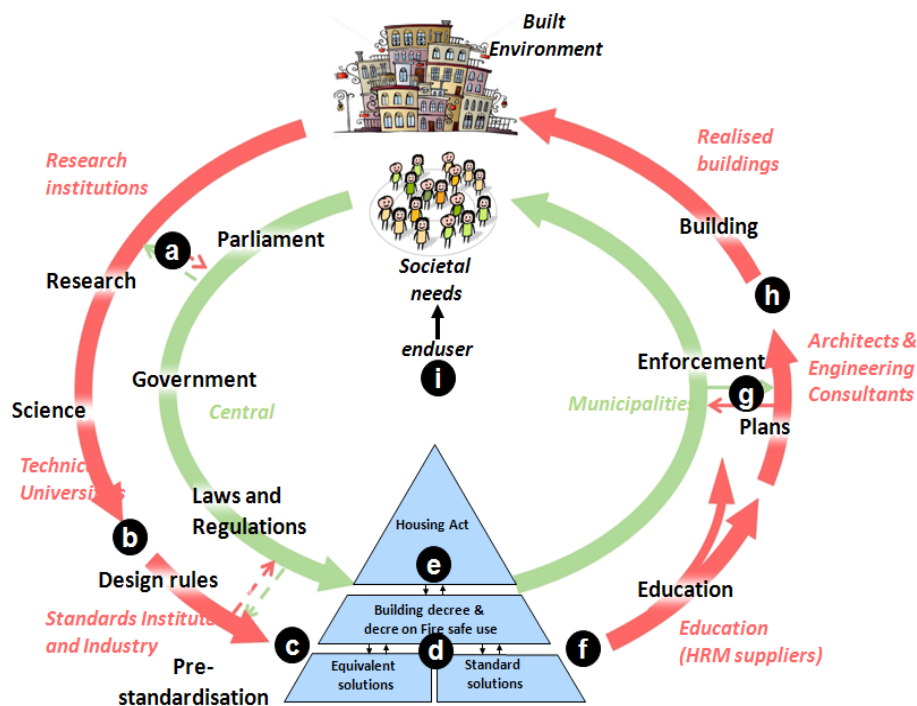 Built
Environment
Research
institutions
Realised
buildings
Parliament
Building
a
Research
Societal
needs
h
enduser
i
Architects &
Engineering
Consultants
Enforcement
g
Government
Central
Municipalities
Plans
Science
Technical
Universities
Laws and
Regulations
Housing Act
b
e
Design rules
Education
Building decree &
decre on Fire safe use
Standards Institute
and Industry
Education
(HRM suppliers)
c
d
f
Pre-
standardisation
Equivalent
solutions
Standard
solutions